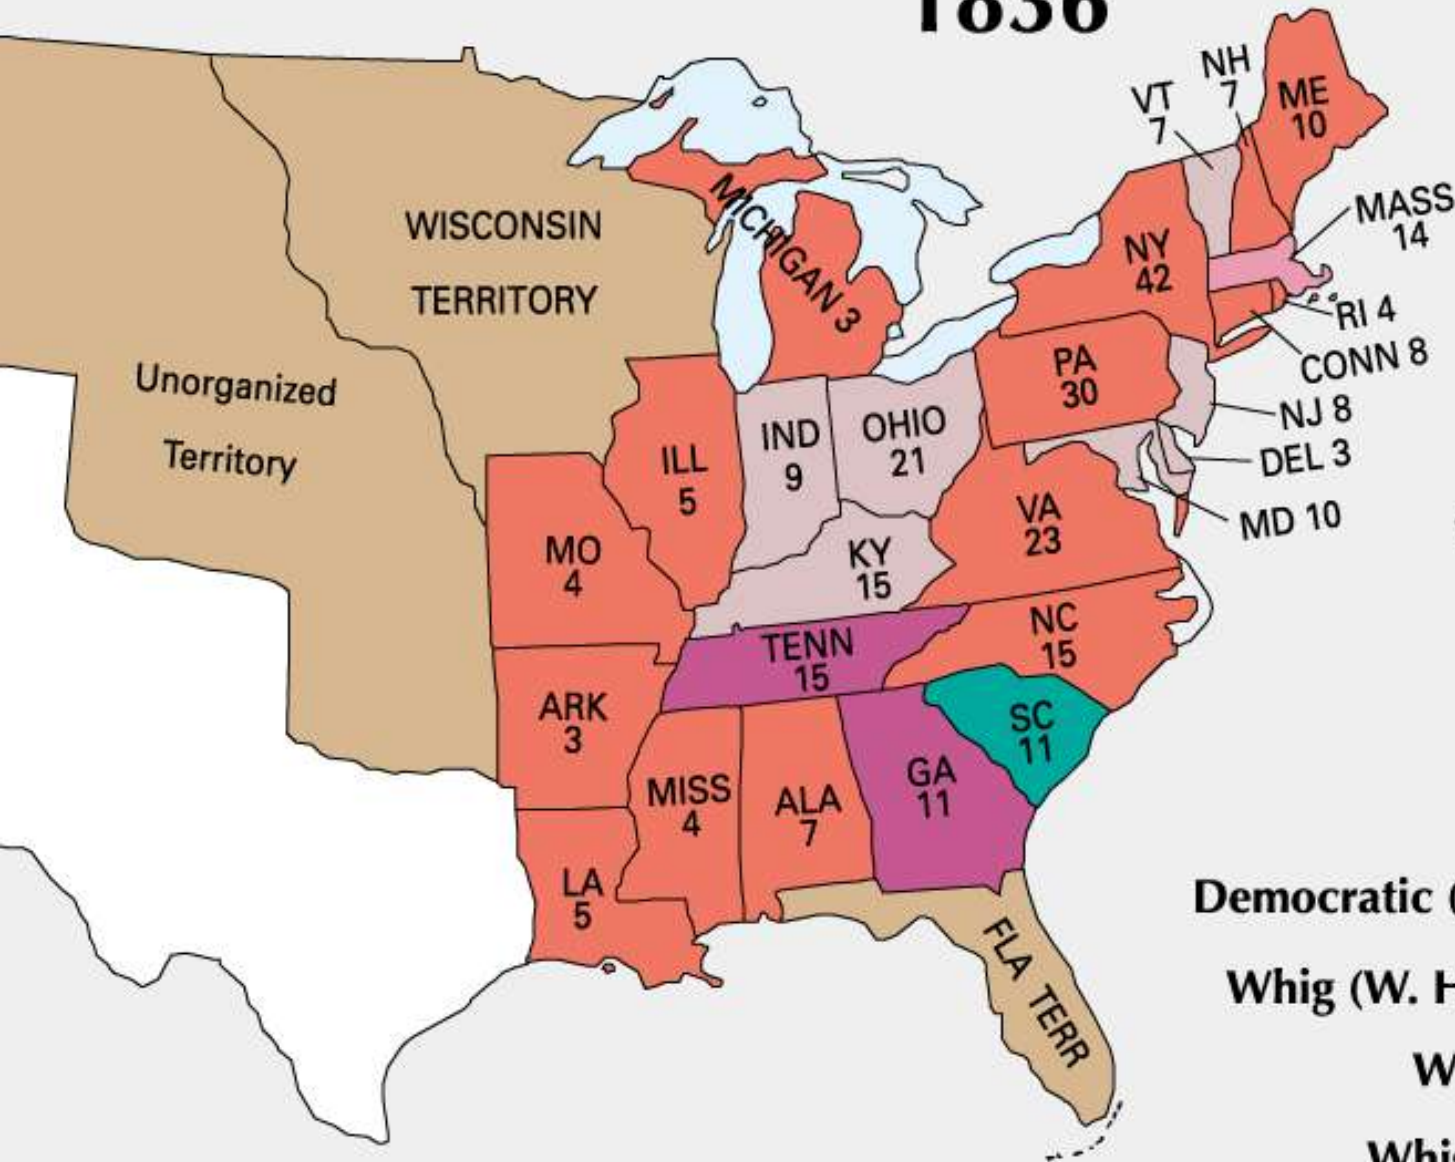 1836
NH
7
VT
7
ME
10
MASS
14
WISCONSIN
TERRITORY
MICHIGAN 3
NY
42
RI 4
CONN 8
Unorganized
Territory
PA
30
NJ 8
ILL
5
IND
9
OHIO
21
DEL 3
MD 10
MO
4
KY
15
VA
23
TENN
15
NC
15
ARK
3
SC
11
MISS
4
ALA
7
GA
11
LA
5
FLA TERR
Democratic (
Whig (W. H
W
Whi